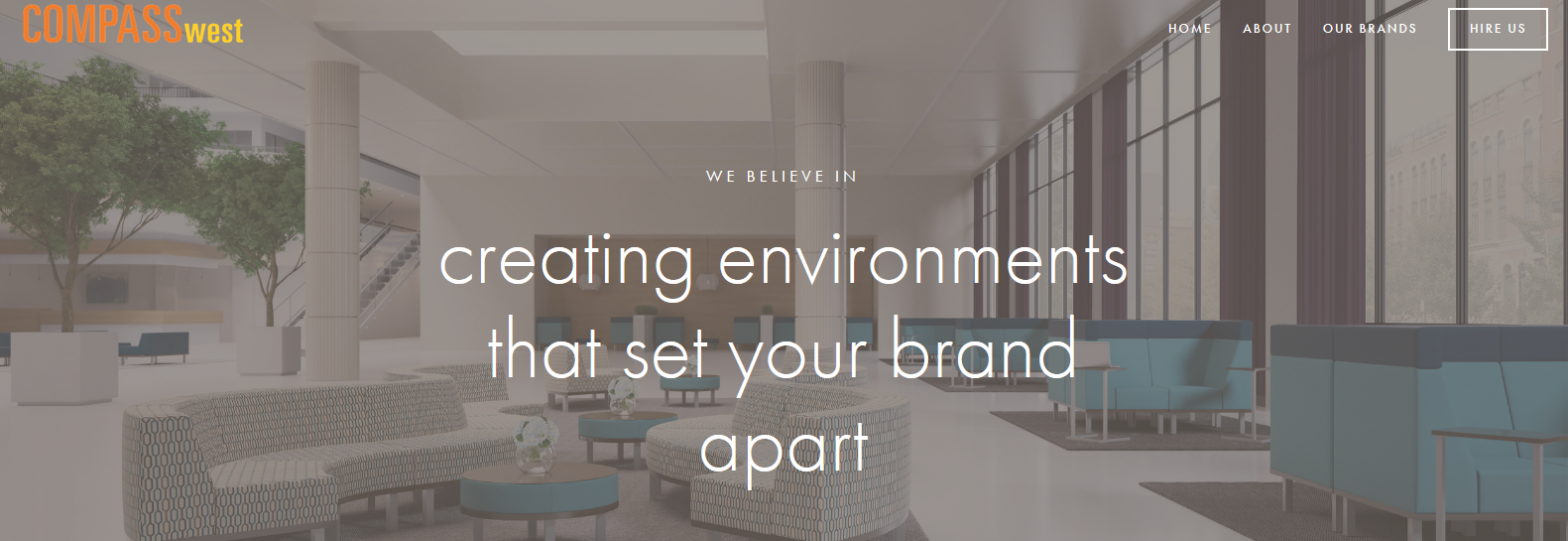 COMPASSwest
HOME ABOUT OUR BRANDS HIRE US
WE BELIEVE IN
creating environments
that set your brand
apart